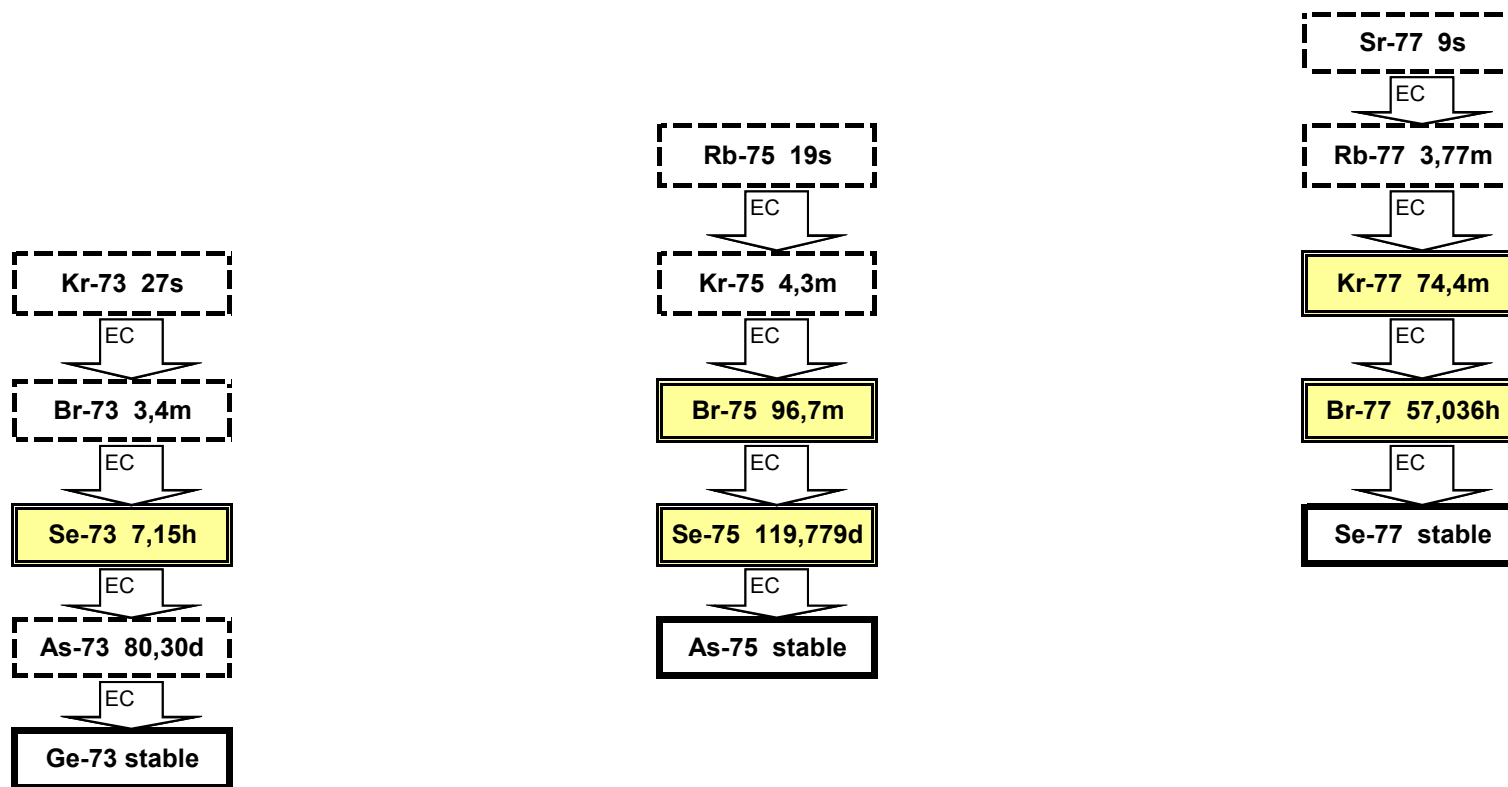 Kr-73 27s
EC
Br-73 3,4m
EC
Se-73 7,15h
EC
As-73 80,30d
EC
Ge-73 stable
Rb-75 19s
EC
Kr-75 4,3m
EC
Br-75 96,7m
EC
Se-75 119,779d
EC
As-75 stable
Sr-77 9s
EC
Rb-77 3,77m
EC
Kr-77 74,4m
EC
Br-77 57,036h
EC
Se-77 stable